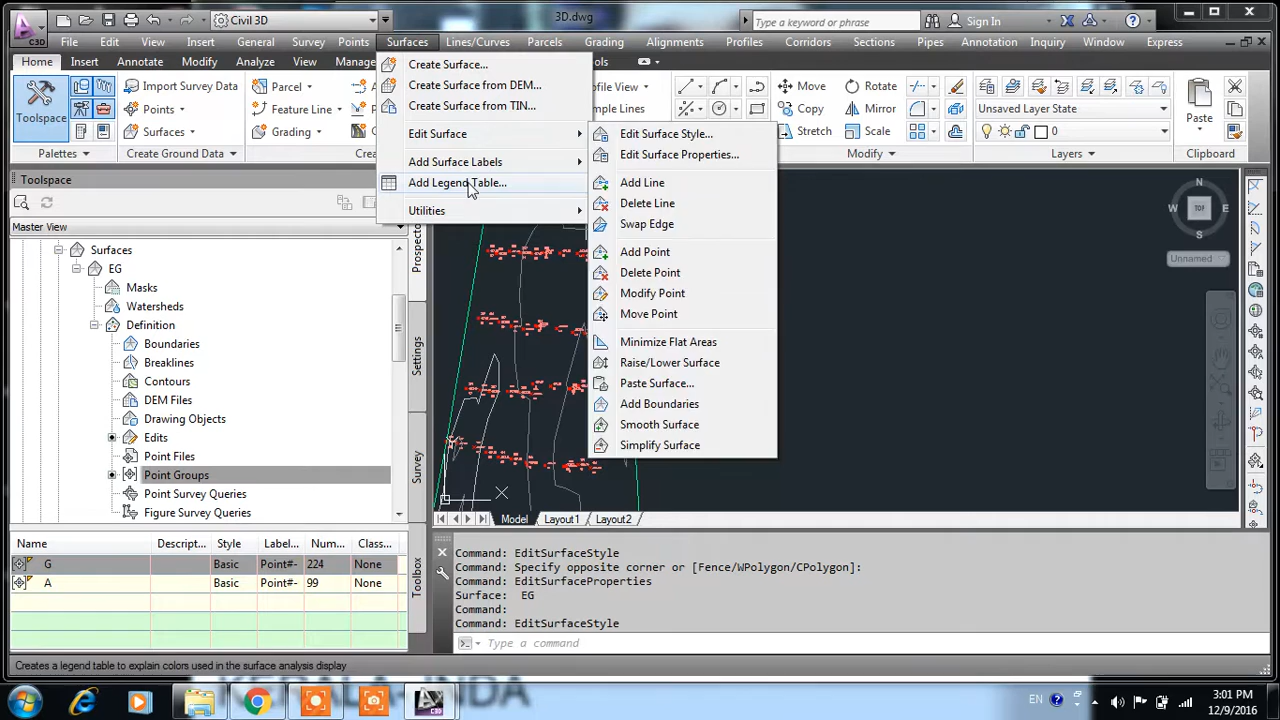 Civil 3D
3D.dwg
Type a keyword or phrase
Sign In
C3D
File Edit View Insert General Survey Points Surfaces Lines/Curves Parcels Grading Alignments Profiles Corridors Sections Pipes Inquiry Window Express
Home Insert Annotate Modify Analyze View Manage
Toolspace
Import Survey Data
Points
Surfaces
Parcel
Feature Line
Grading
Move
Copy
Stretch
Rotate
Mirror
Scale
Unsaved Layer State
0
Paste
Palettes
Create Ground Data
Modify
Layers
Clipboard
Create Surface...
Create Surface from DEM...
Create Surface from TIN...
Edit Surface
Add Surface Labels
Add Legend Table...
Utilities
Edit Surface Style...
Edit Surface Properties...
Add Line
Delete Line
Swap Edge
Add Point
Delete Point
Modify Point
Move Point
Minimize Flat Areas
Raise/Lower Surface
Paste Surface...
Add Boundaries
Smooth Surface
Simplify Surface
Toolspace
Master View
Surfaces
EG
Masks
Watersheds
Definition
Boundaries
Breaklines
Contours
DEM Files
Drawing Objects
Edits
Point Files
Point Groups
Point Survey Queries
Figure Survey Queries
Settings
Survey
Toolbox
Name Descript... Style Label... Num... Class...
G Basic Point#- 224 None
A Basic Point#- 99 None
N
W TOP E
S
Unnamed
Model Layout1 Layout2
Command: EditSurfaceStyle
Command: Specify opposite corner or [Fence/WPolygon/CPolygon]:
Command: EditSurfaceProperties
Surface: EG
Command:
Command: EditSurfaceStyle
Type a command
Creates a legend table to explain colors used in the surface analysis display
EN
3:01 PM
12/9/2016